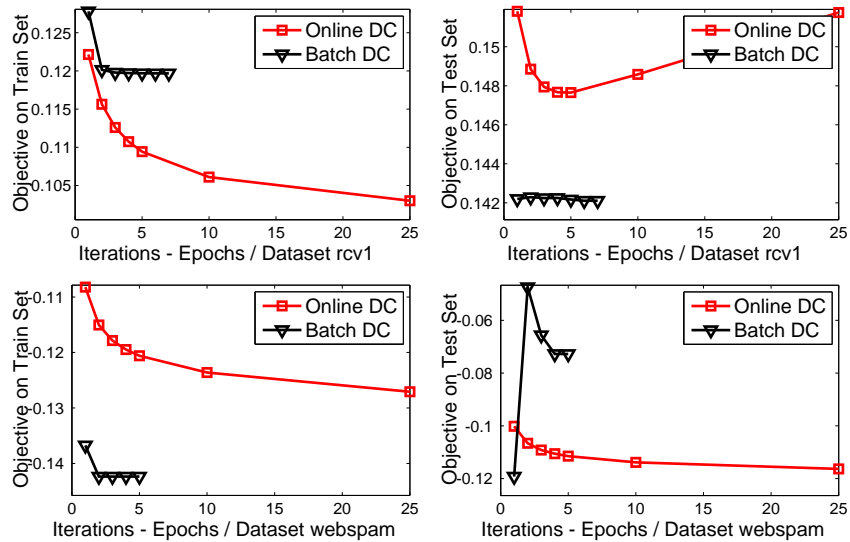 Objective on Train Set
0.125
0.12
0.115
0.11
0.105
0
5
10
15
20
25
Online DC
Batch DC
Iterations - Epochs / Dataset rcv1
Objective on Test Set
0.15
0.148
0.146
0.144
0.142
0
5
10
15
20
25
Online DC
Batch DC
Iterations - Epochs / Dataset rcv1
Objective on Train Set
-0.11
-0.12
-0.13
-0.14
0
5
10
15
20
25
Online DC
Batch DC
Iterations - Epochs / Dataset webspam
Objective on Test Set
-0.06
-0.08
-0.1
-0.12
0
5
10
15
20
25
Online DC
Batch DC
Iterations - Epochs / Dataset webspam